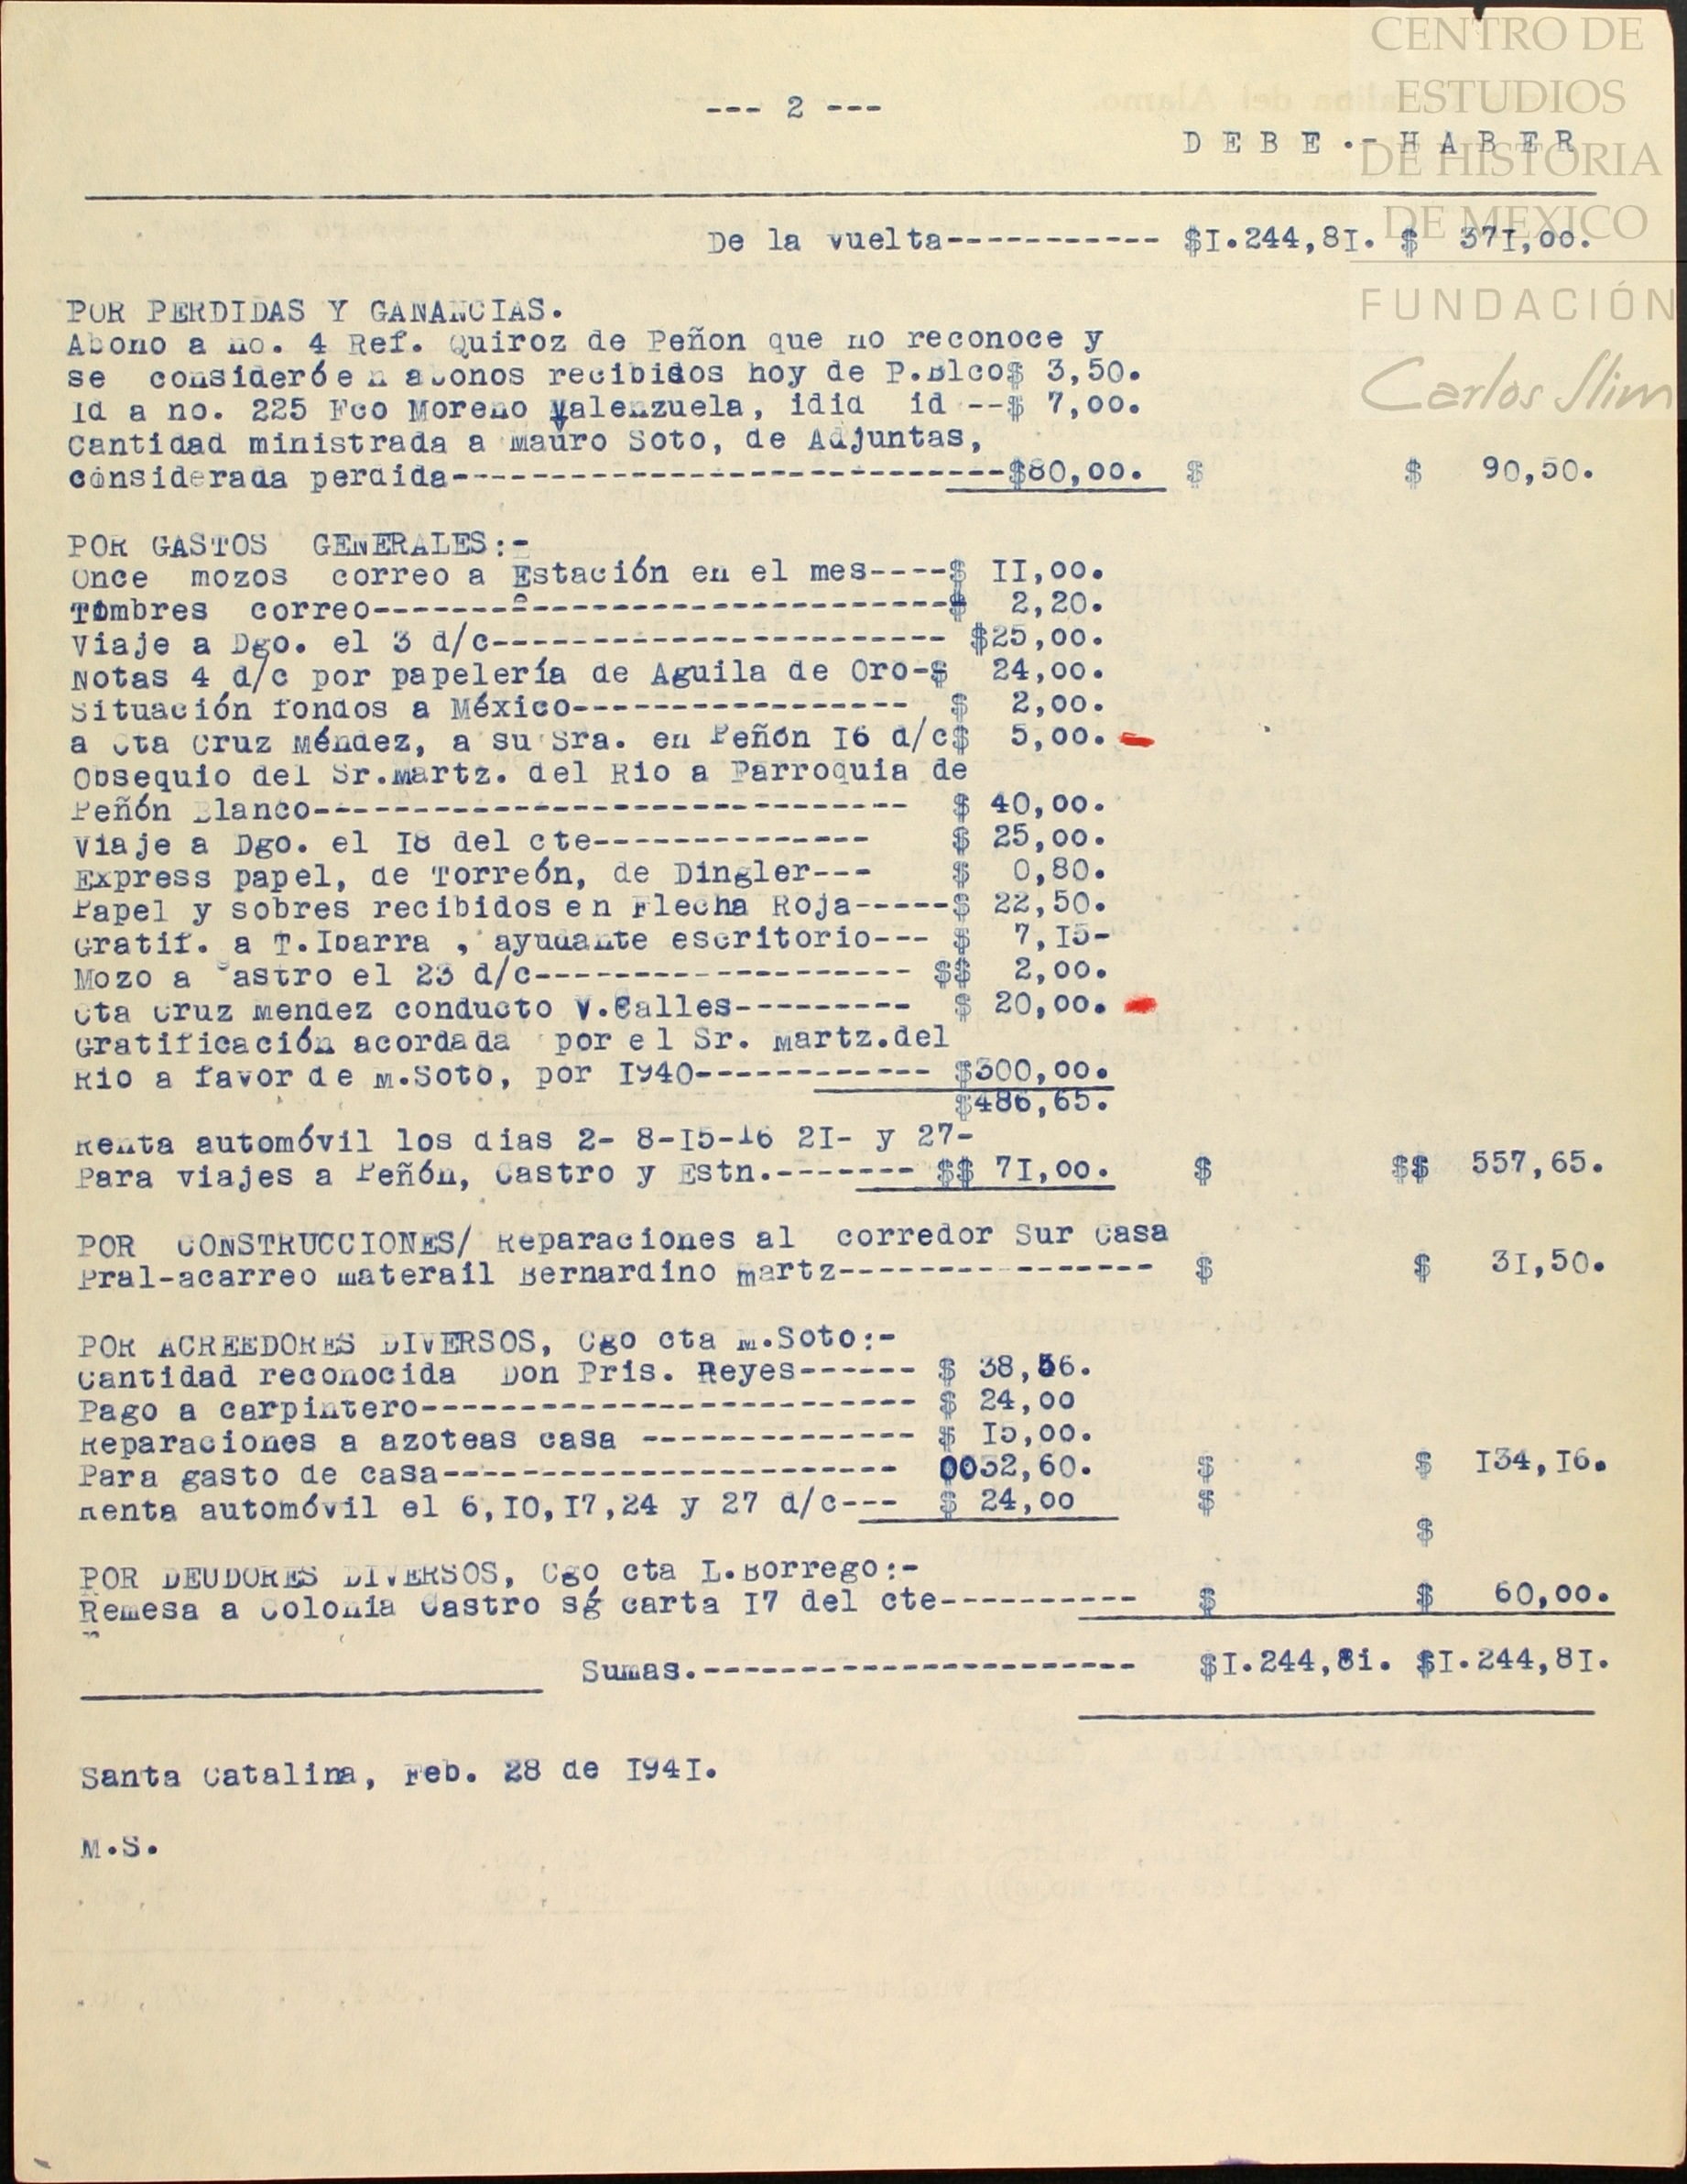 CENTRO DE
ESTUDIOS
DE HISTORIA
DE MEXICO
FUNDACIÓN
Carlos Slim
--- 2 ---
D E B E .- H A B E R
De la vuelta----------- $I.244,8I. $ 37I,00.
POR PERDIDAS Y GANANCIAS.
Abono a no. 4 Ref. Quiroz de Peñon que no reconoce y
se consideróen abonos recibidos hoy de P.Blco$ 3,50.
Id a no. 225 Fco Moreno Valenzuela, idid id --$ 7,00.
Cantidad ministrada a Mauro Soto, de Adjuntas,
considerada perdida---------------------------$80,00. $ $ 90,50.
POR GASTOS GENERALES:-
Once mozos correo a Estación en el mes----$ II,00.
Timbres correo----------------------------$ 2,20.
Viaje a Dgo. el 3 d/c---------------------- $25,00.
Notas 4 d/c por papelería de Aguila de Oro-$ 24,00.
Situación fondos a México----------------- $ 2,00.
a Cta Cruz Méndez, a su Sra. en Peñón I6 d/c$ 5,00.
Obsequio del Sr.Martz. del Rio a Parroquia de
Peñón Blanco----------------------------- $ 40,00.
Viaje a Dgo. el I8 del cte-------------- $ 25,00.
Express papel, de Torreón, de Dingler--- $ 0,80.
Papel y sobres recibidos en Flecha Roja-----$ 22,50.
Gratif. a T.Ibarra , ayudante escritorio--- $ 7,I5-
Mozo a Castro el 23 d/c------------------ $$ 2,00.
Cta Cruz Mendez conducto V.Calles--------- $ 20,00.
Gratificación acordada por el Sr. Martz.del
Rio a favor de M.Soto, por I940------------ $300,00.
$486,65.
Renta automóvil los dias 2- 8-I5-I6 2I- y 27-
Para viajes a Peñón, Castro y Estn.------- $$ 7I,00. $ $$ 557,65.
POR CONSTRUCCIONES/ Reparaciones al corredor Sur Casa
Pral-acarreo materail Bernardino martz---------------- $ $ 3I,50.
POR ACREEDORES DIVERSOS, Cgo cta M.Soto:-
Cantidad reconocida Don Pris. Reyes------ $ 38,56.
Pago a carpintero------------------------ $ 24,00
Reparaciones a azoteas casa -------------- $ I5,00.
Para gasto de casa---------------------- 0032,60. $ $ I34,I6.
Renta automóvil el 6,I0,I7,24 y 27 d/c--- $ 24,00 $
$
POR DEUDORES DIVERSOS, Cgo cta L.Borrego:-
Remesa a Colonia Castro sg carta I7 del cte---------- $ $ 60,00.
Sumas.---------------------- $I.244,8i. $I.244,8I.
Santa Catalina, Feb. 28 de I94I.
M.S.